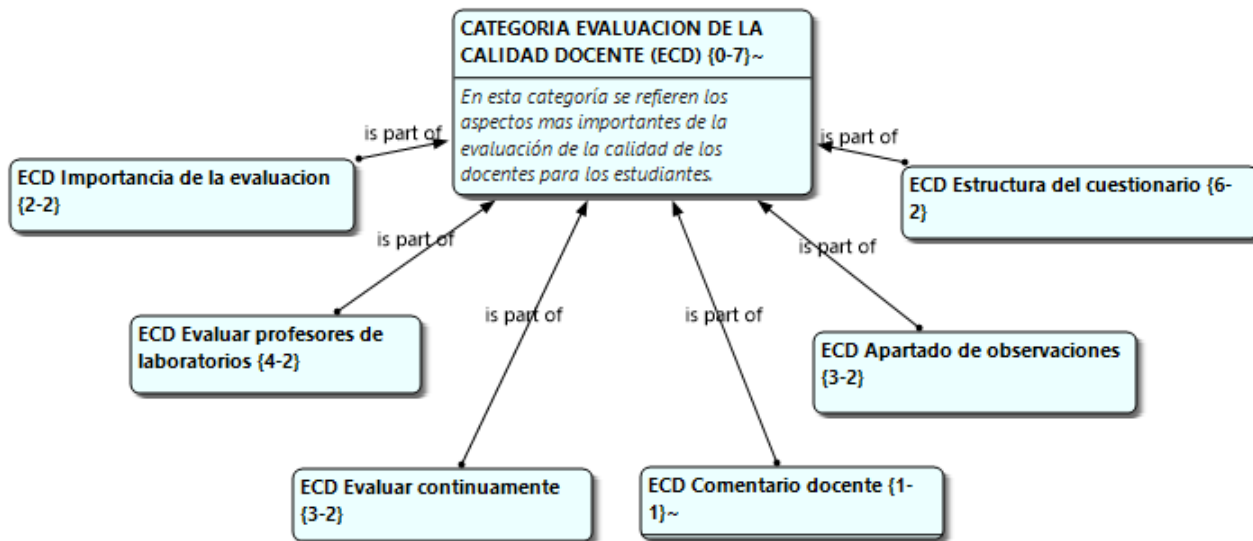 CATEGORIA EVALUACION DE LA
CALIDAD DOCENTE (ECD) {0-7}~
En esta categoría se refieren los
aspectos mas importantes de la
evaluación de la calidad de los
docentes para los estudiantes.
is part of
is part of
ECD Importancia de la evaluacion
{2-2}
ECD Estructura del cuestionario {6-
2}
is part of
is part of
ECD Evaluar profesores de
laboratorios {4-2}
is part of
is part of
ECD Apartado de observaciones
{3-2}
ECD Evaluar continuamente
{3-2}
ECD Comentario docente {1-
1}~